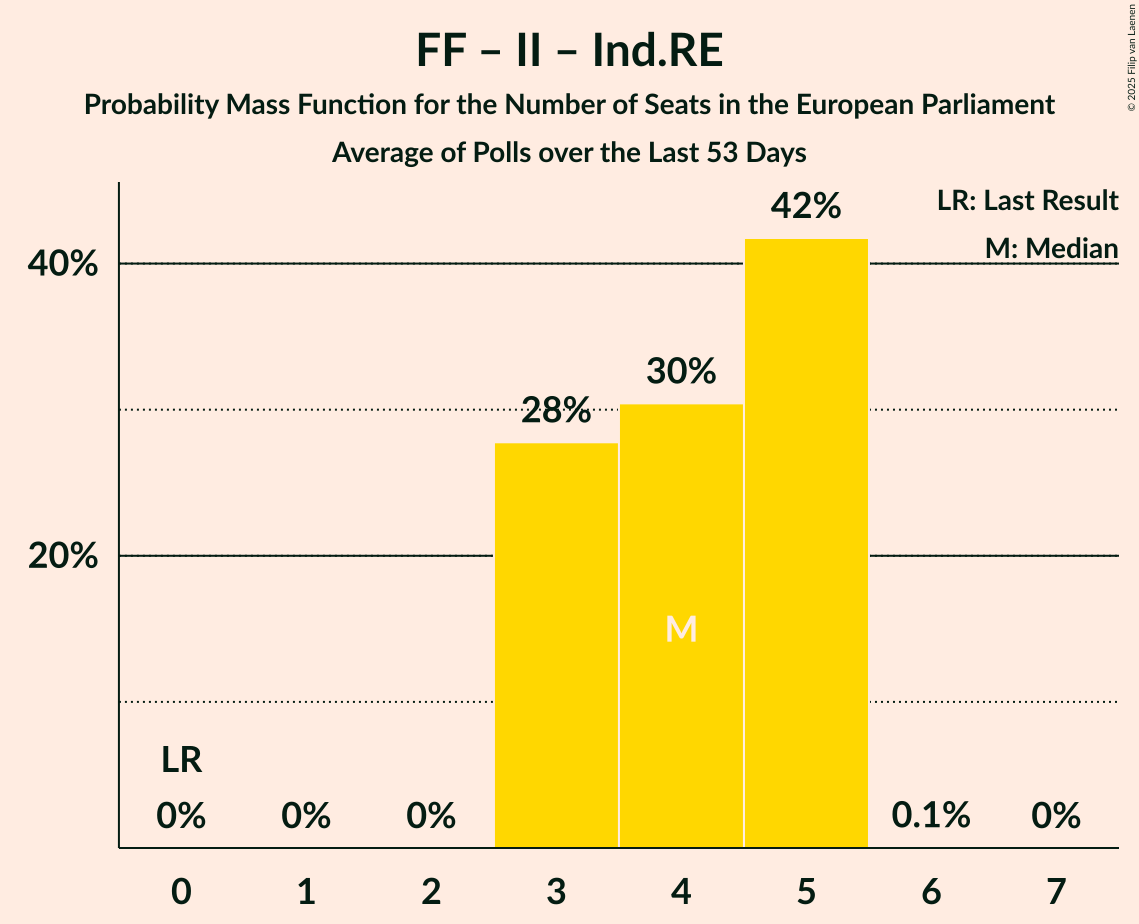 FF – II – Ind.RE
Probability Mass Function for the Number of Seats in the European Parliament
Average of Polls over the Last 53 Days
© 2025 Filip van Laenen
LR: Last Result
M: Median
42%
40%
30%
28%
20%
M
LR
0% 0% 0% 0.1% 0%
0 1 2 3 4 5 6 7